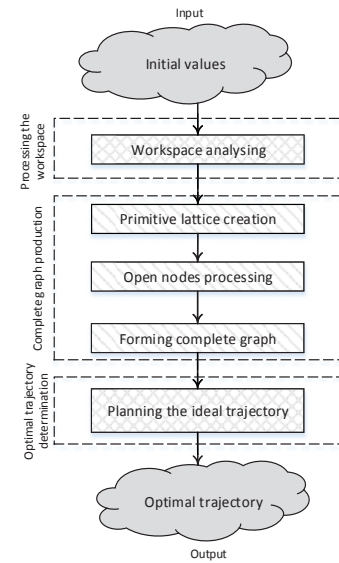 Input
Initial values
Processing the
workspace
Workspace analysing
Complete graph production
Primitive lattice creation
Open nodes processing
Forming complete graph
Optimal trajectory
determination
Planning the ideal trajectory
Optimal trajectory
Output